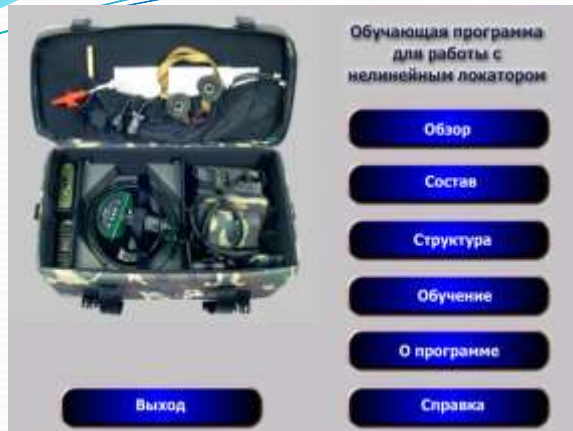 Обучающая программа
для работы с
нелинейным локатором
Обзор
Состав
Структура
Обучение
О программе
Выход
Справка